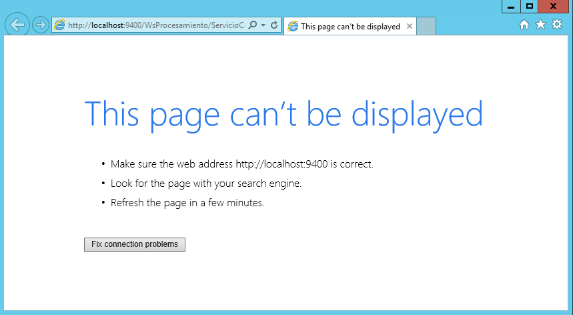 http://localhost:9400/WsProcesamiento/ServicioC
This page can't be displayed
This page can't be displayed
• Make sure the web address http://localhost:9400 is correct.
• Look for the page with your search engine.
• Refresh the page in a few minutes.
Fix connection problems